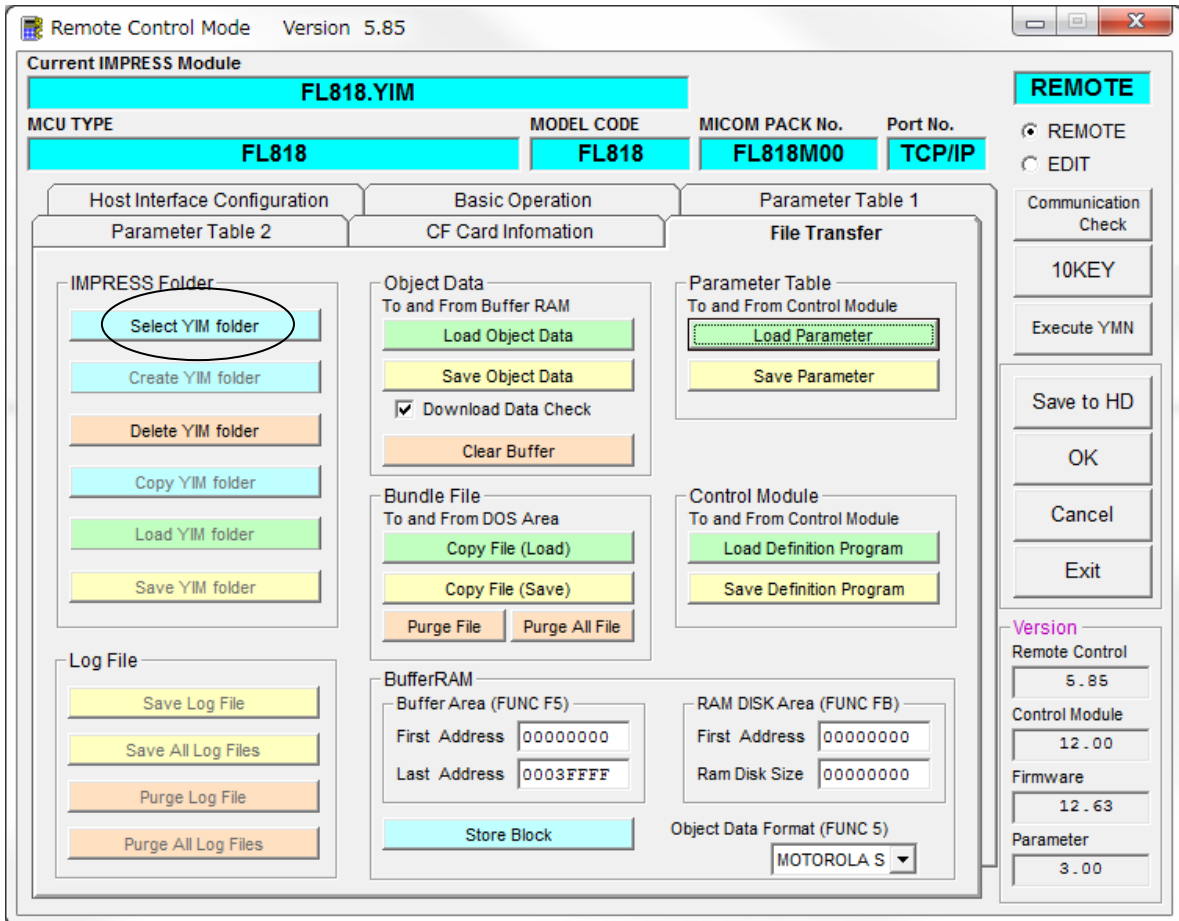 Remote Control Mode    Version  5.85
Current IMPRESS Module
FL818.YIM
REMOTE
MCU TYPE
MODEL CODE
MICOM PACK No.
Port No.
FL818
FL818
FL818M00
TCP/IP
REMOTE
EDIT
Host Interface Configuration
Basic Operation
Parameter Table 1
Parameter Table 2
CF Card Infomation
File Transfer
Communication
Check
10KEY
Execute YMN
Save to HD
OK
Cancel
Exit
IMPRESS Folder
Select YIM folder
Create YIM folder
Delete YIM folder
Copy YIM folder
Load YIM folder
Save YIM folder
Log File
Save Log File
Save All Log Files
Purge Log File
Purge All Log Files
Object Data
To and From Buffer RAM
Load Object Data
Save Object Data
Download Data Check
Clear Buffer
Parameter Table
To and From Control Module
Load Parameter
Save Parameter
Bundle File
To and From DOS Area
Copy File (Load)
Copy File (Save)
Purge File
Purge All File
Control Module
To and From Control Module
Load Definition Program
Save Definition Program
BufferRAM
Buffer Area (FUNC F5)
First Address 00000000
Last Address 0003FFFF
RAM DISK Area (FUNC FB)
First Address 00000000
Ram Disk Size 00000000
Store Block
Object Data Format (FUNC 5)
MOTOROLA S
Version
Remote Control
5.85
Control Module
12.00
Firmware
12.63
Parameter
3.00